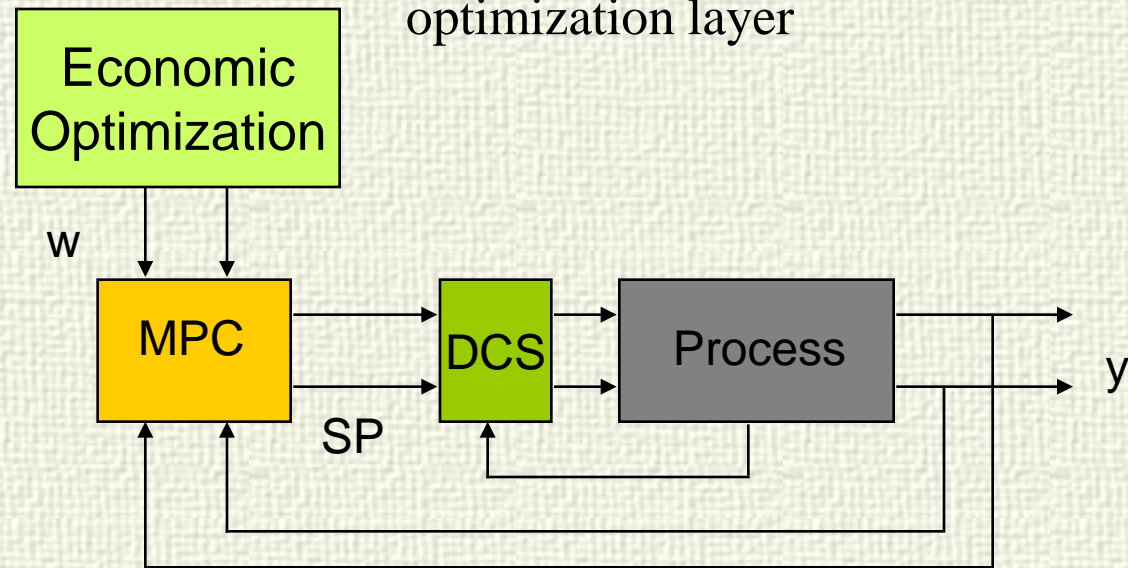 optimization layer
Economic
Optimization
w
MPC
DCS
Process
y
SP